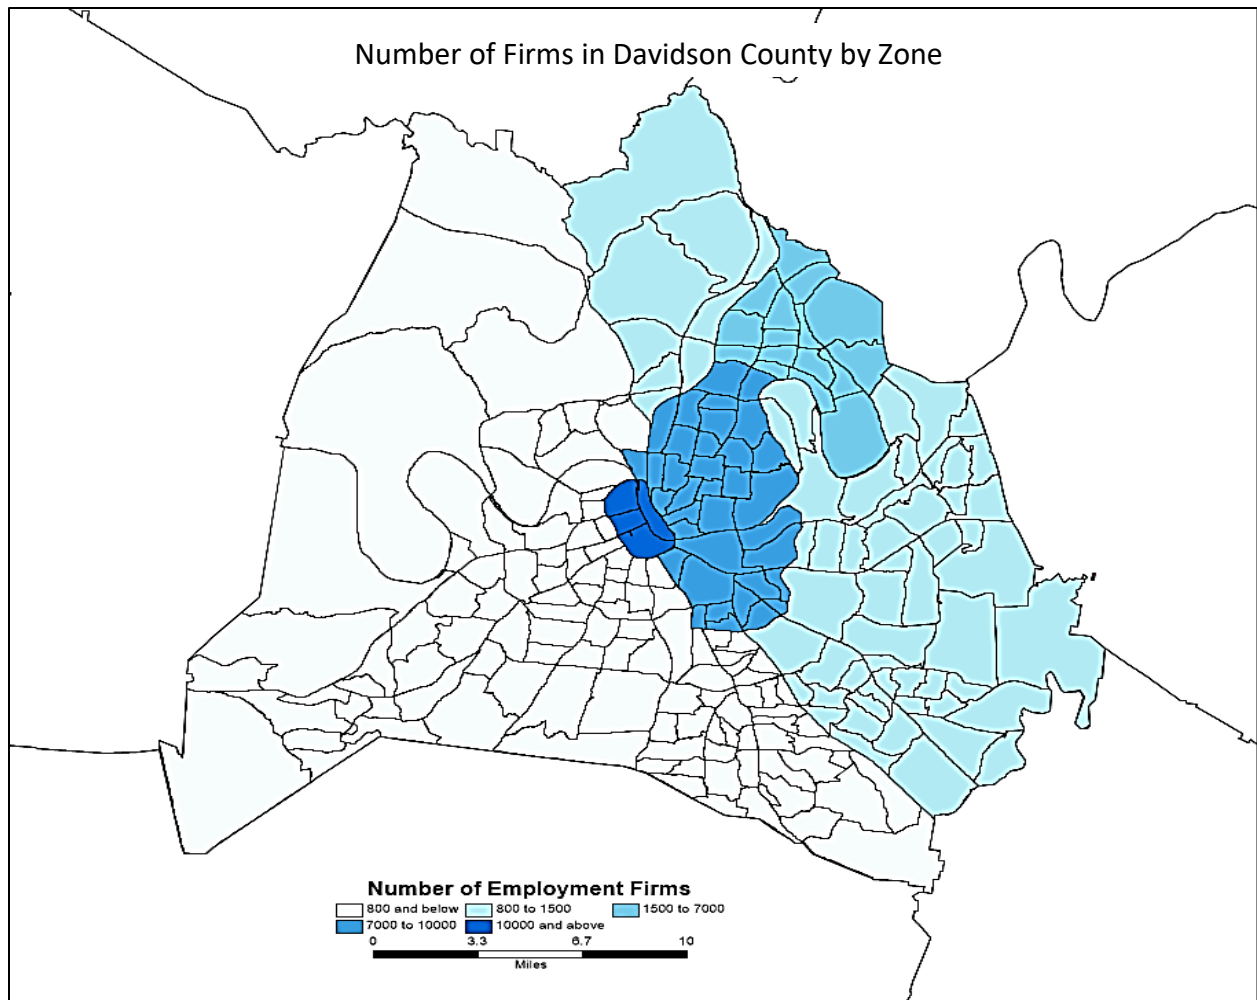 Number of Firms in Davidson County by Zone
Number of Employment Firms
800 and below 800 to 1500 1500 to 7000
7000 to 10000 10000 and above
0 3.3 6.7 10
Miles